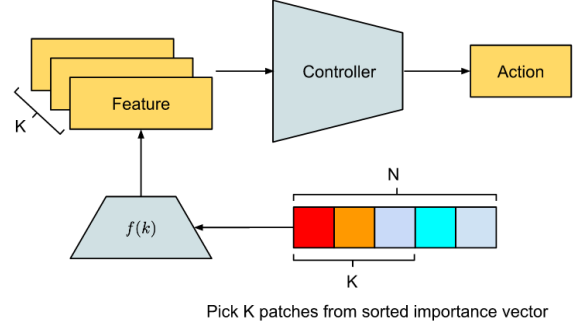 Controller
Action
Feature
K
N
f(k)
K
Pick K patches from sorted importance vector